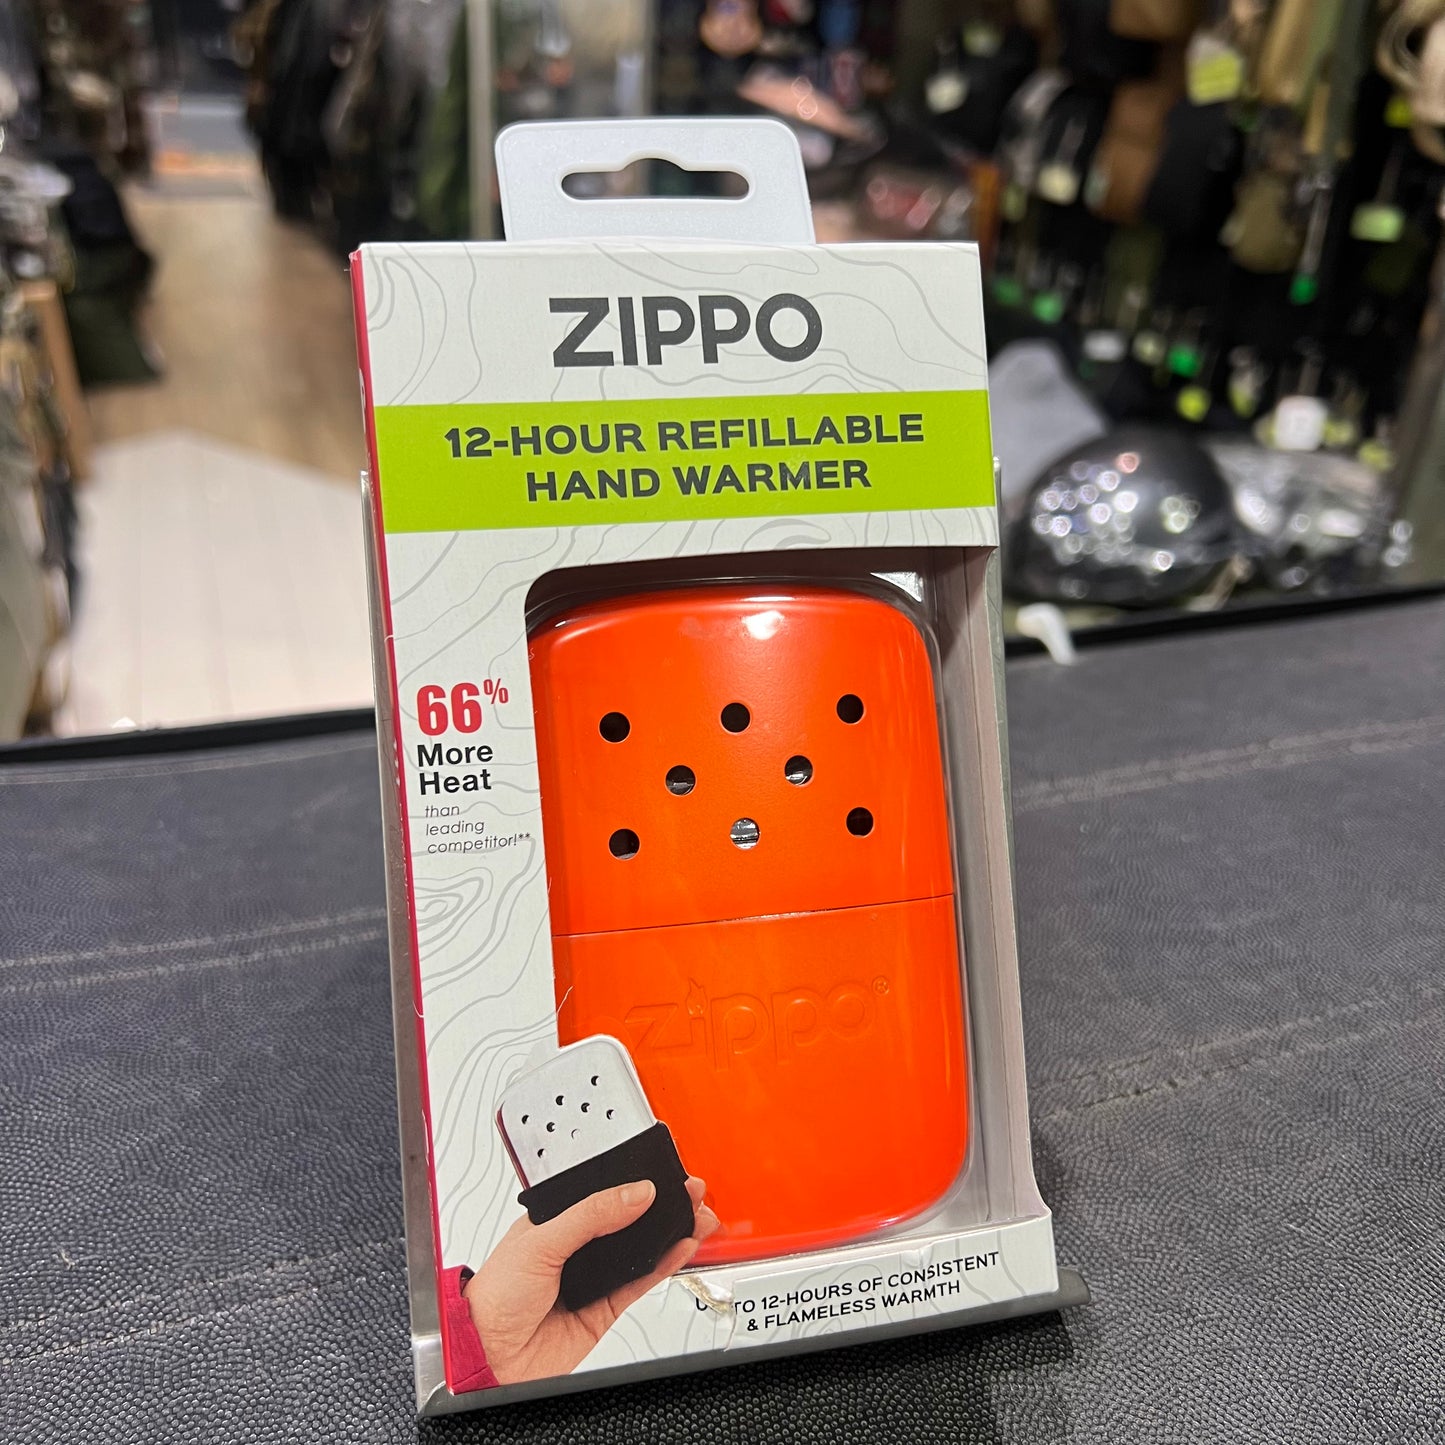 ZIPPO
12-HOUR REFILLABLE
HAND WARMER
66%
More
Heat
than
leading
competitor!**
zippo®
TO 12-HOURS OF CONSISTENT
& FLAMELESS WARMTH